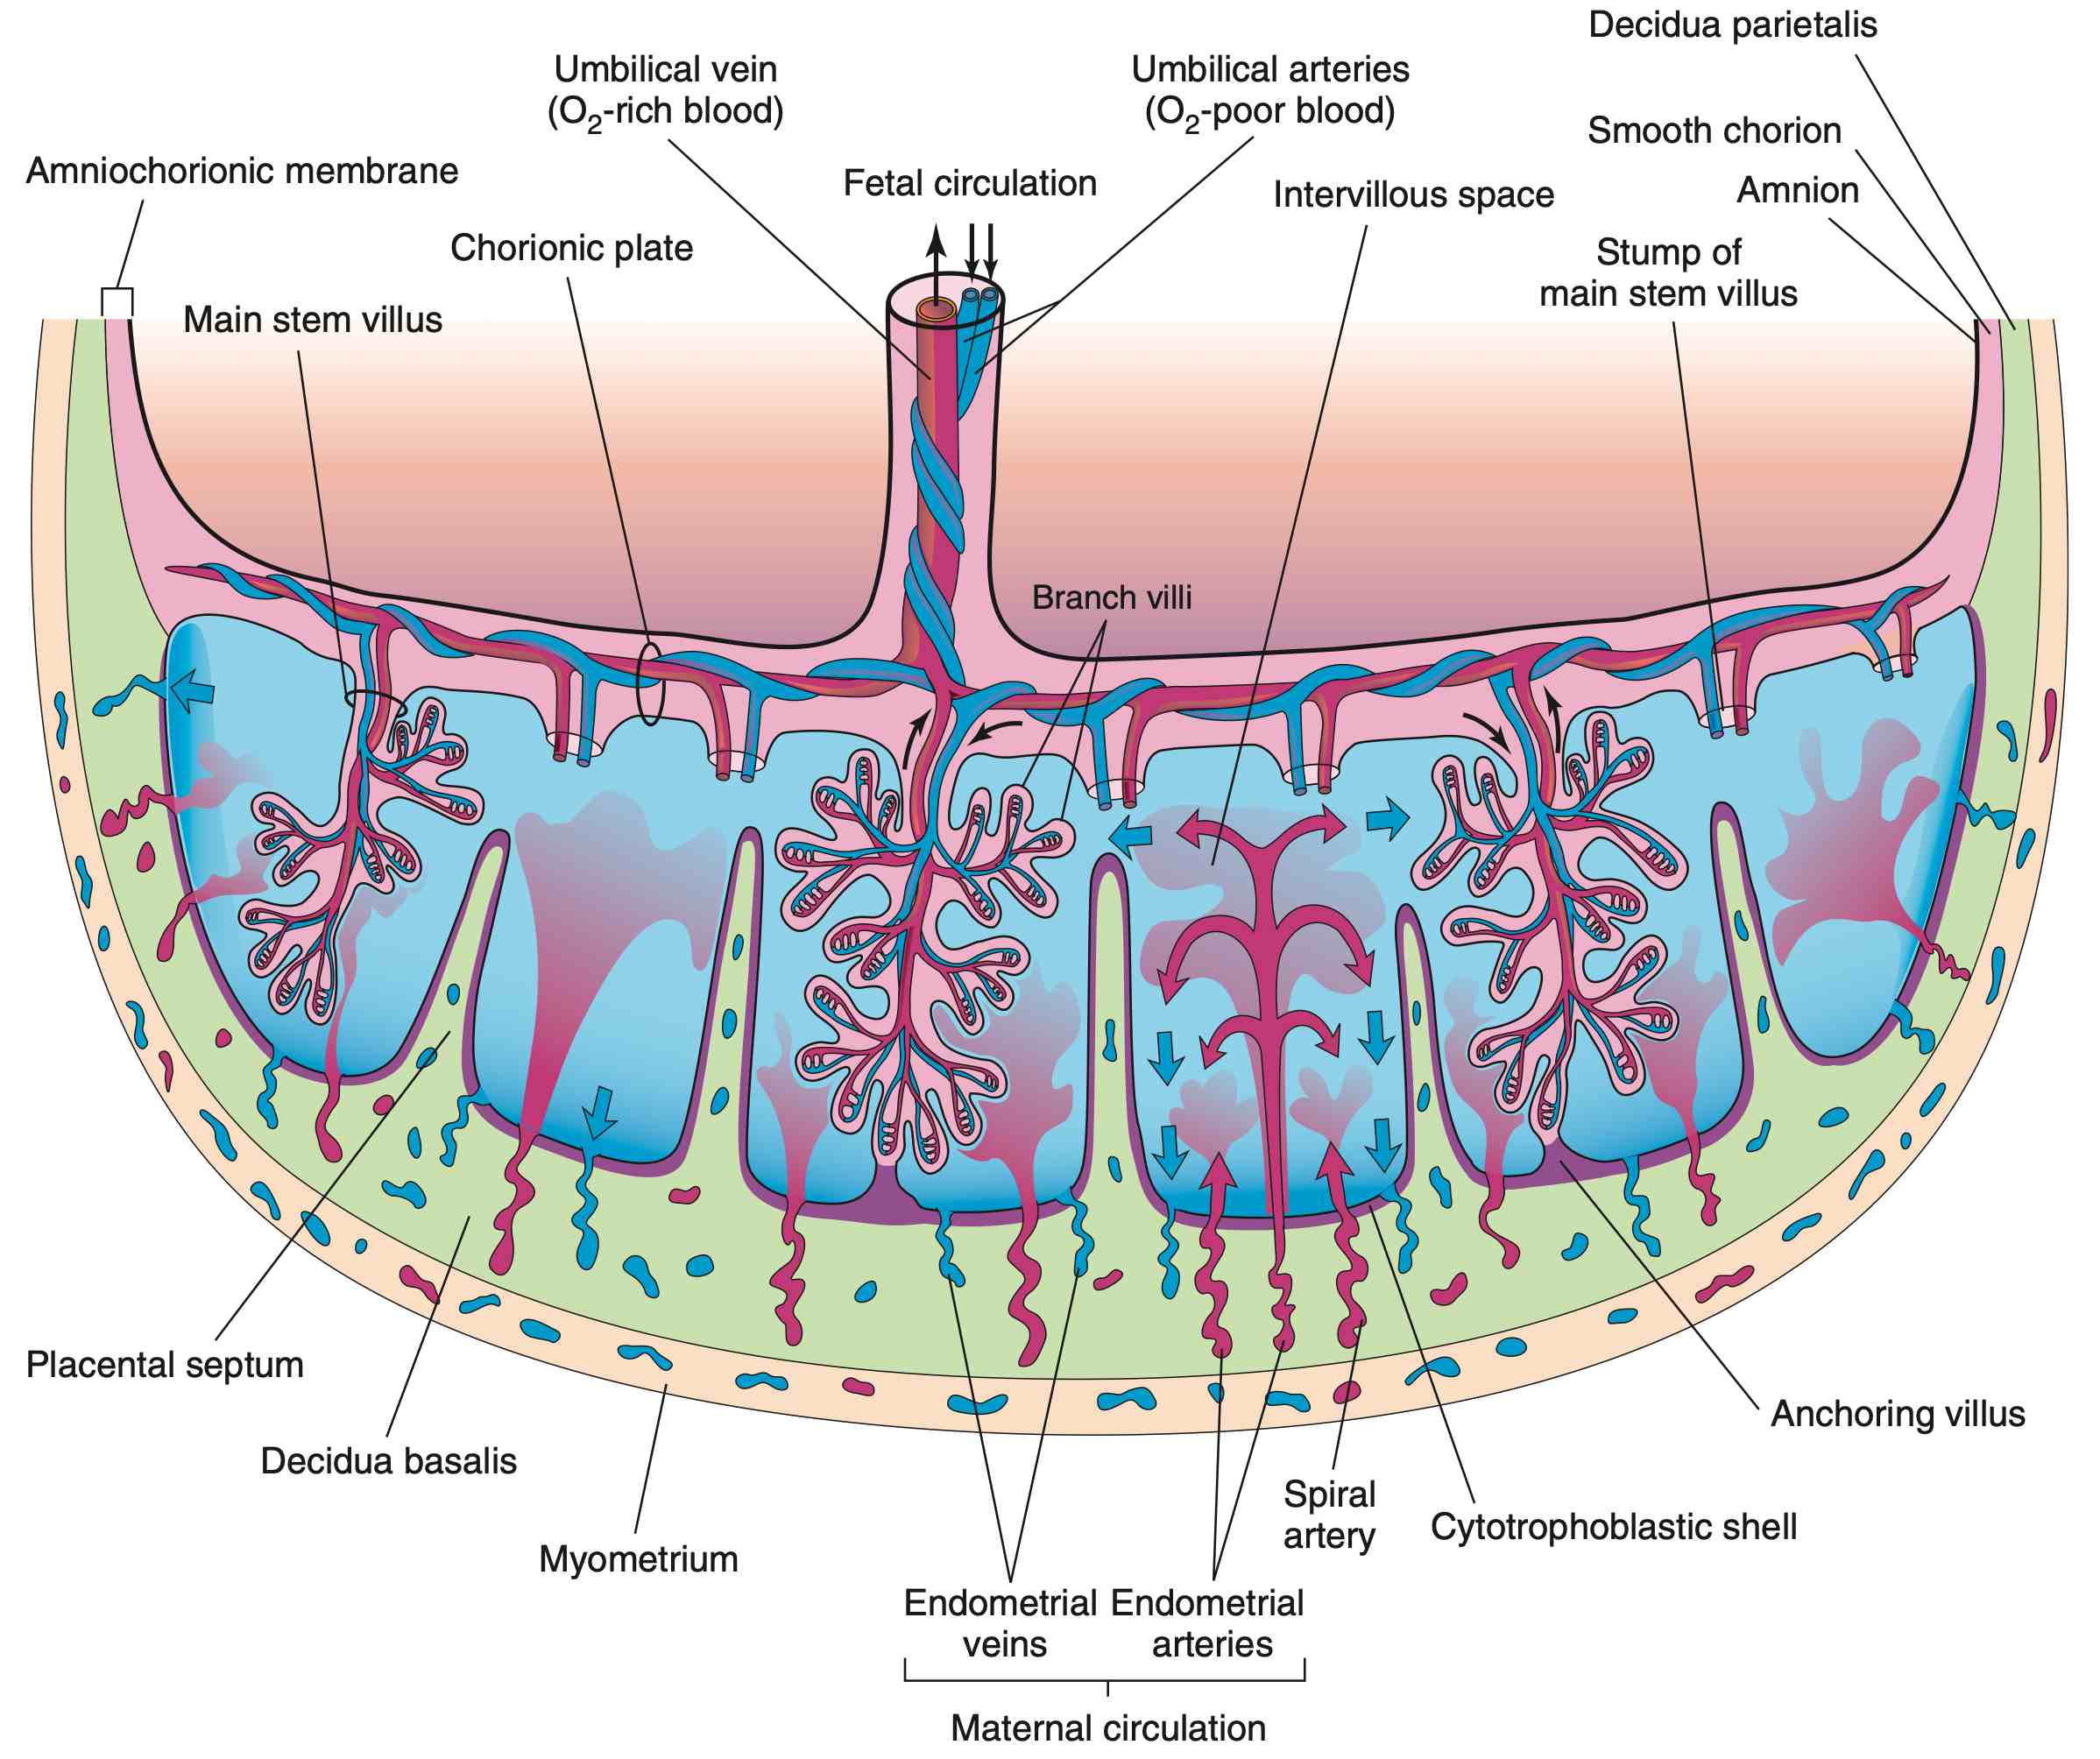 Decidua parietalis
Umbilical vein
(O2-rich blood)
Umbilical arteries
(O2-poor blood)
Smooth chorion
Amniochorionic membrane
Fetal circulation
Intervillous space
Amnion
Chorionic plate
Stump of
main stem villus
Main stem villus
Branch villi
Placental septum
Decidua basalis
Anchoring villus
Myometrium
Spiral
artery
Cytotrophoblastic shell
Endometrial
veins
Endometrial
arteries
Maternal circulation